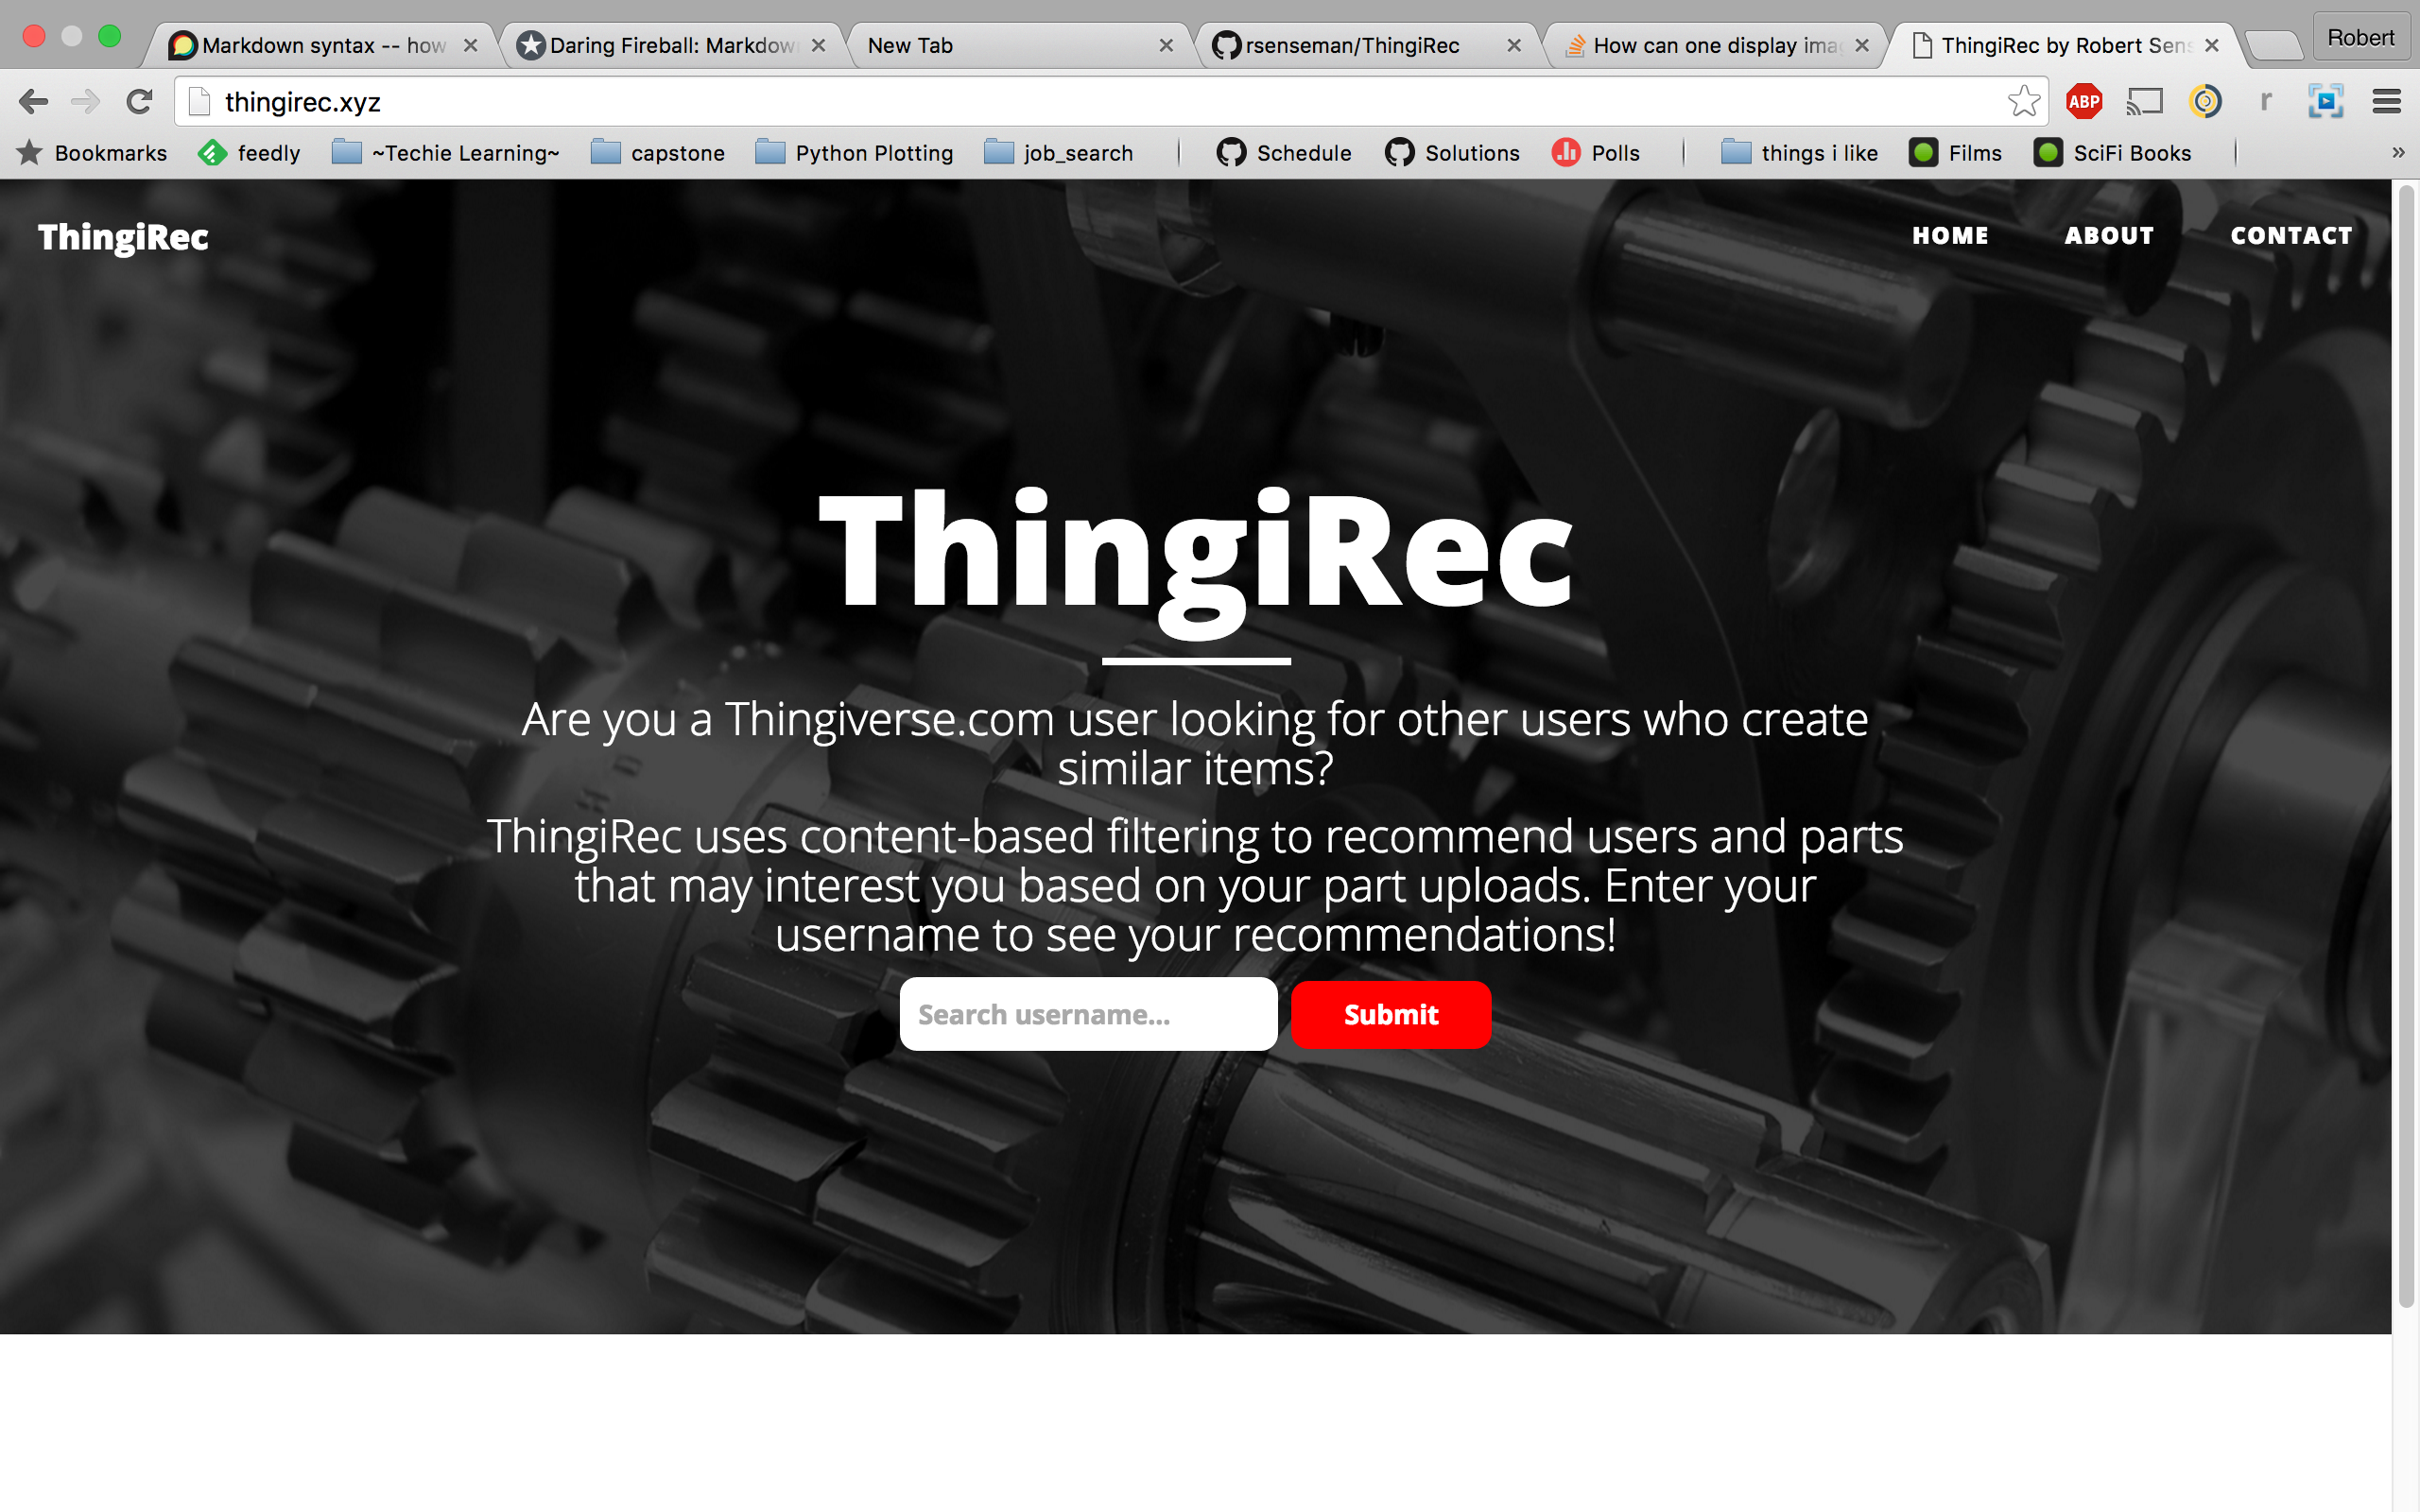 Markdown syntax -- how
Daring Fireball: Markdow
New Tab
rsenseman/ThingiRec
How can one display ima
ThingiRec by Robert Sens
Robert
thingirec.xyz
ABP
r
Bookmarks
feedly
~Techie Learning~
capstone
Python Plotting
job_search
Schedule
Solutions
Polls
things i like
Films
SciFi Books
»
ThingiRec
HOME
ABOUT
CONTACT
ThingiRec
Are you a Thingiverse.com user looking for other users who create
similar items?
ThingiRec uses content-based filtering to recommend users and parts
that may interest you based on your part uploads. Enter your
username to see your recommendations!
Search username...
Submit